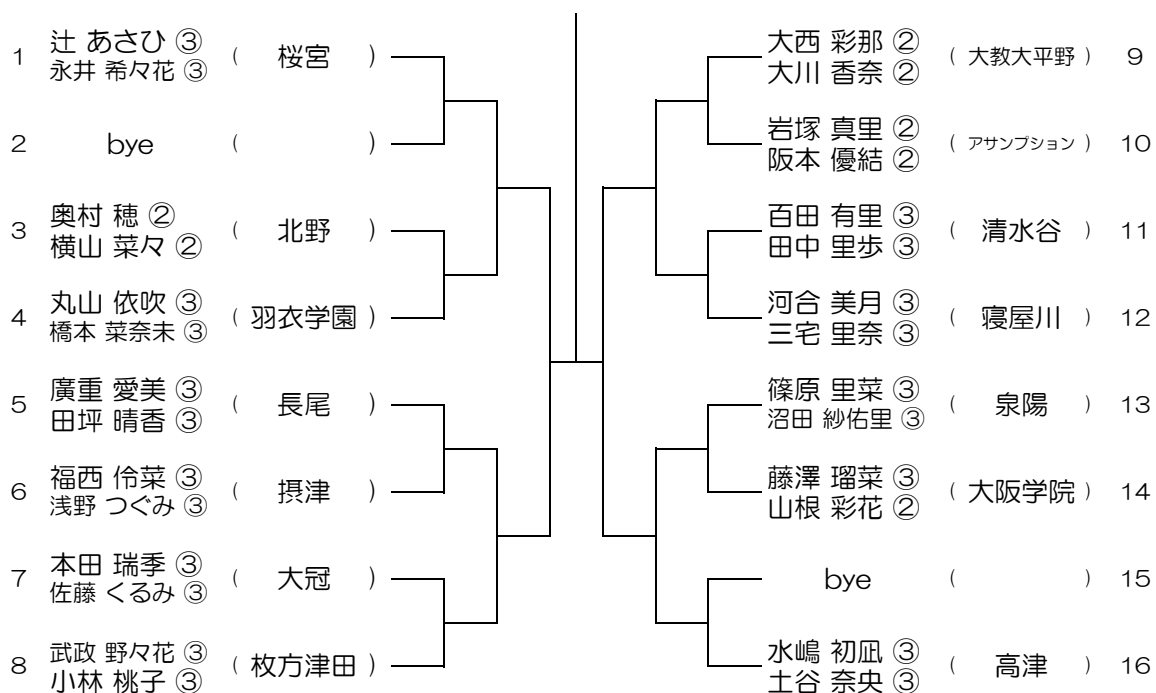 1 辻 あさひ ③ ( 桜宮 )
永井 希々花 ③
2 bye ( )
3 奥村 穂 ② ( 北野 )
横山 菜々 ②
4 丸山 依吹 ③ ( 羽衣学園 )
橋本 菜奈未 ③
5 廣重 愛美 ③ ( 長尾 )
田坪 晴香 ③
6 福西 伶菜 ③ ( 摂津 )
浅野 つぐみ ③
7 本田 瑞季 ③ ( 大冠 )
佐藤 くるみ ③
8 武政 野々花 ③ ( 枚方津田 )
小林 桃子 ③
大西 彩那 ② ( 大教大平野 ) 9
大川 香奈 ②
岩塚 真里 ② ( アサンプション ) 10
阪本 優結 ②
百田 有里 ③ ( 清水谷 ) 11
田中 里歩 ③
河合 美月 ③ ( 寝屋川 ) 12
三宅 里奈 ③
篠原 里菜 ③ ( 泉陽 ) 13
沼田 紗佑里 ③
藤澤 瑠菜 ③ ( 大阪学院 ) 14
山根 彩花 ②
bye ( ) 15
水嶋 初凪 ③ ( 高津 ) 16
土谷 奈央 ③